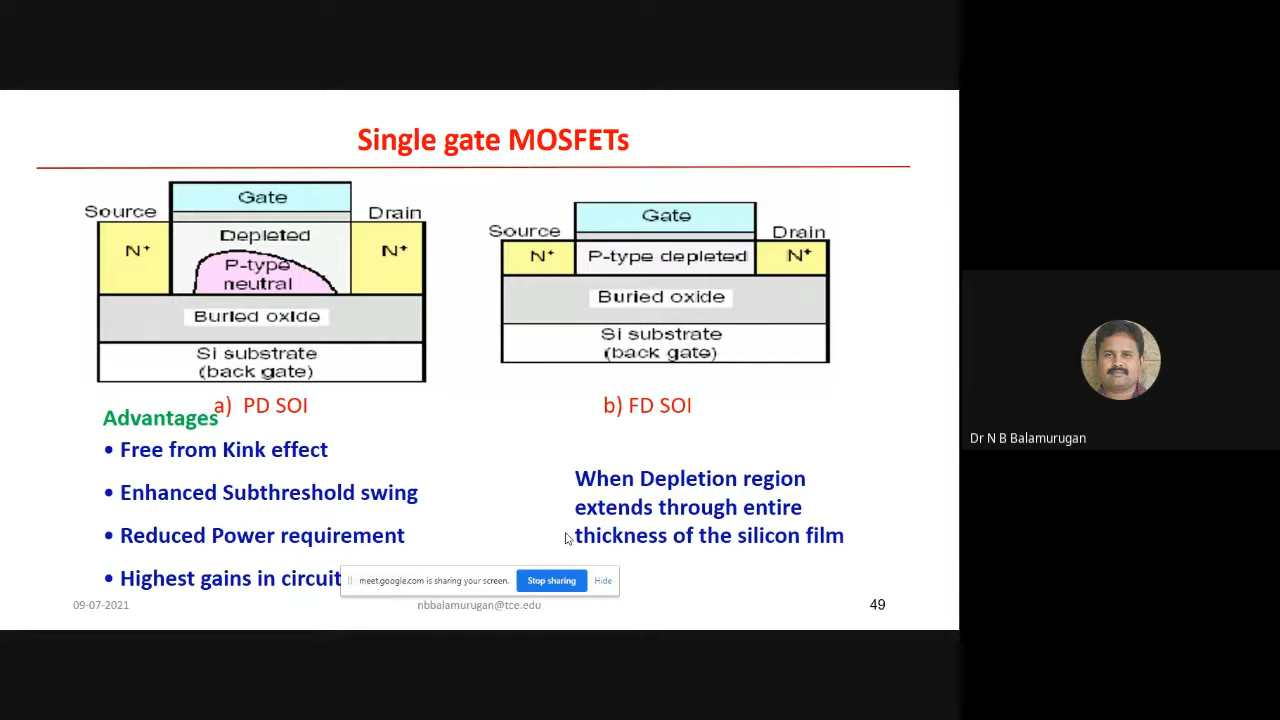 Single gate MOSFETs
Gate
Source
Drain
Depleted
N+
N+
P-type
neutral
Buried oxide
Si substrate
(back gate)
a) PD SOI
Gate
Source
Drain
N+
P-type depleted
N+
Buried oxide
Si substrate
(back gate)
b) FD SOI
Advantages
• Free from Kink effect
• Enhanced Subthreshold swing
• Reduced Power requirement
• Highest gains in circuit
When Depletion region
extends through entire
thickness of the silicon film
meet.google.com is sharing your screen.
Stop sharing
Hide
09-07-2021
nbbalamurugan@tce.edu
49
Dr N B Balamurugan